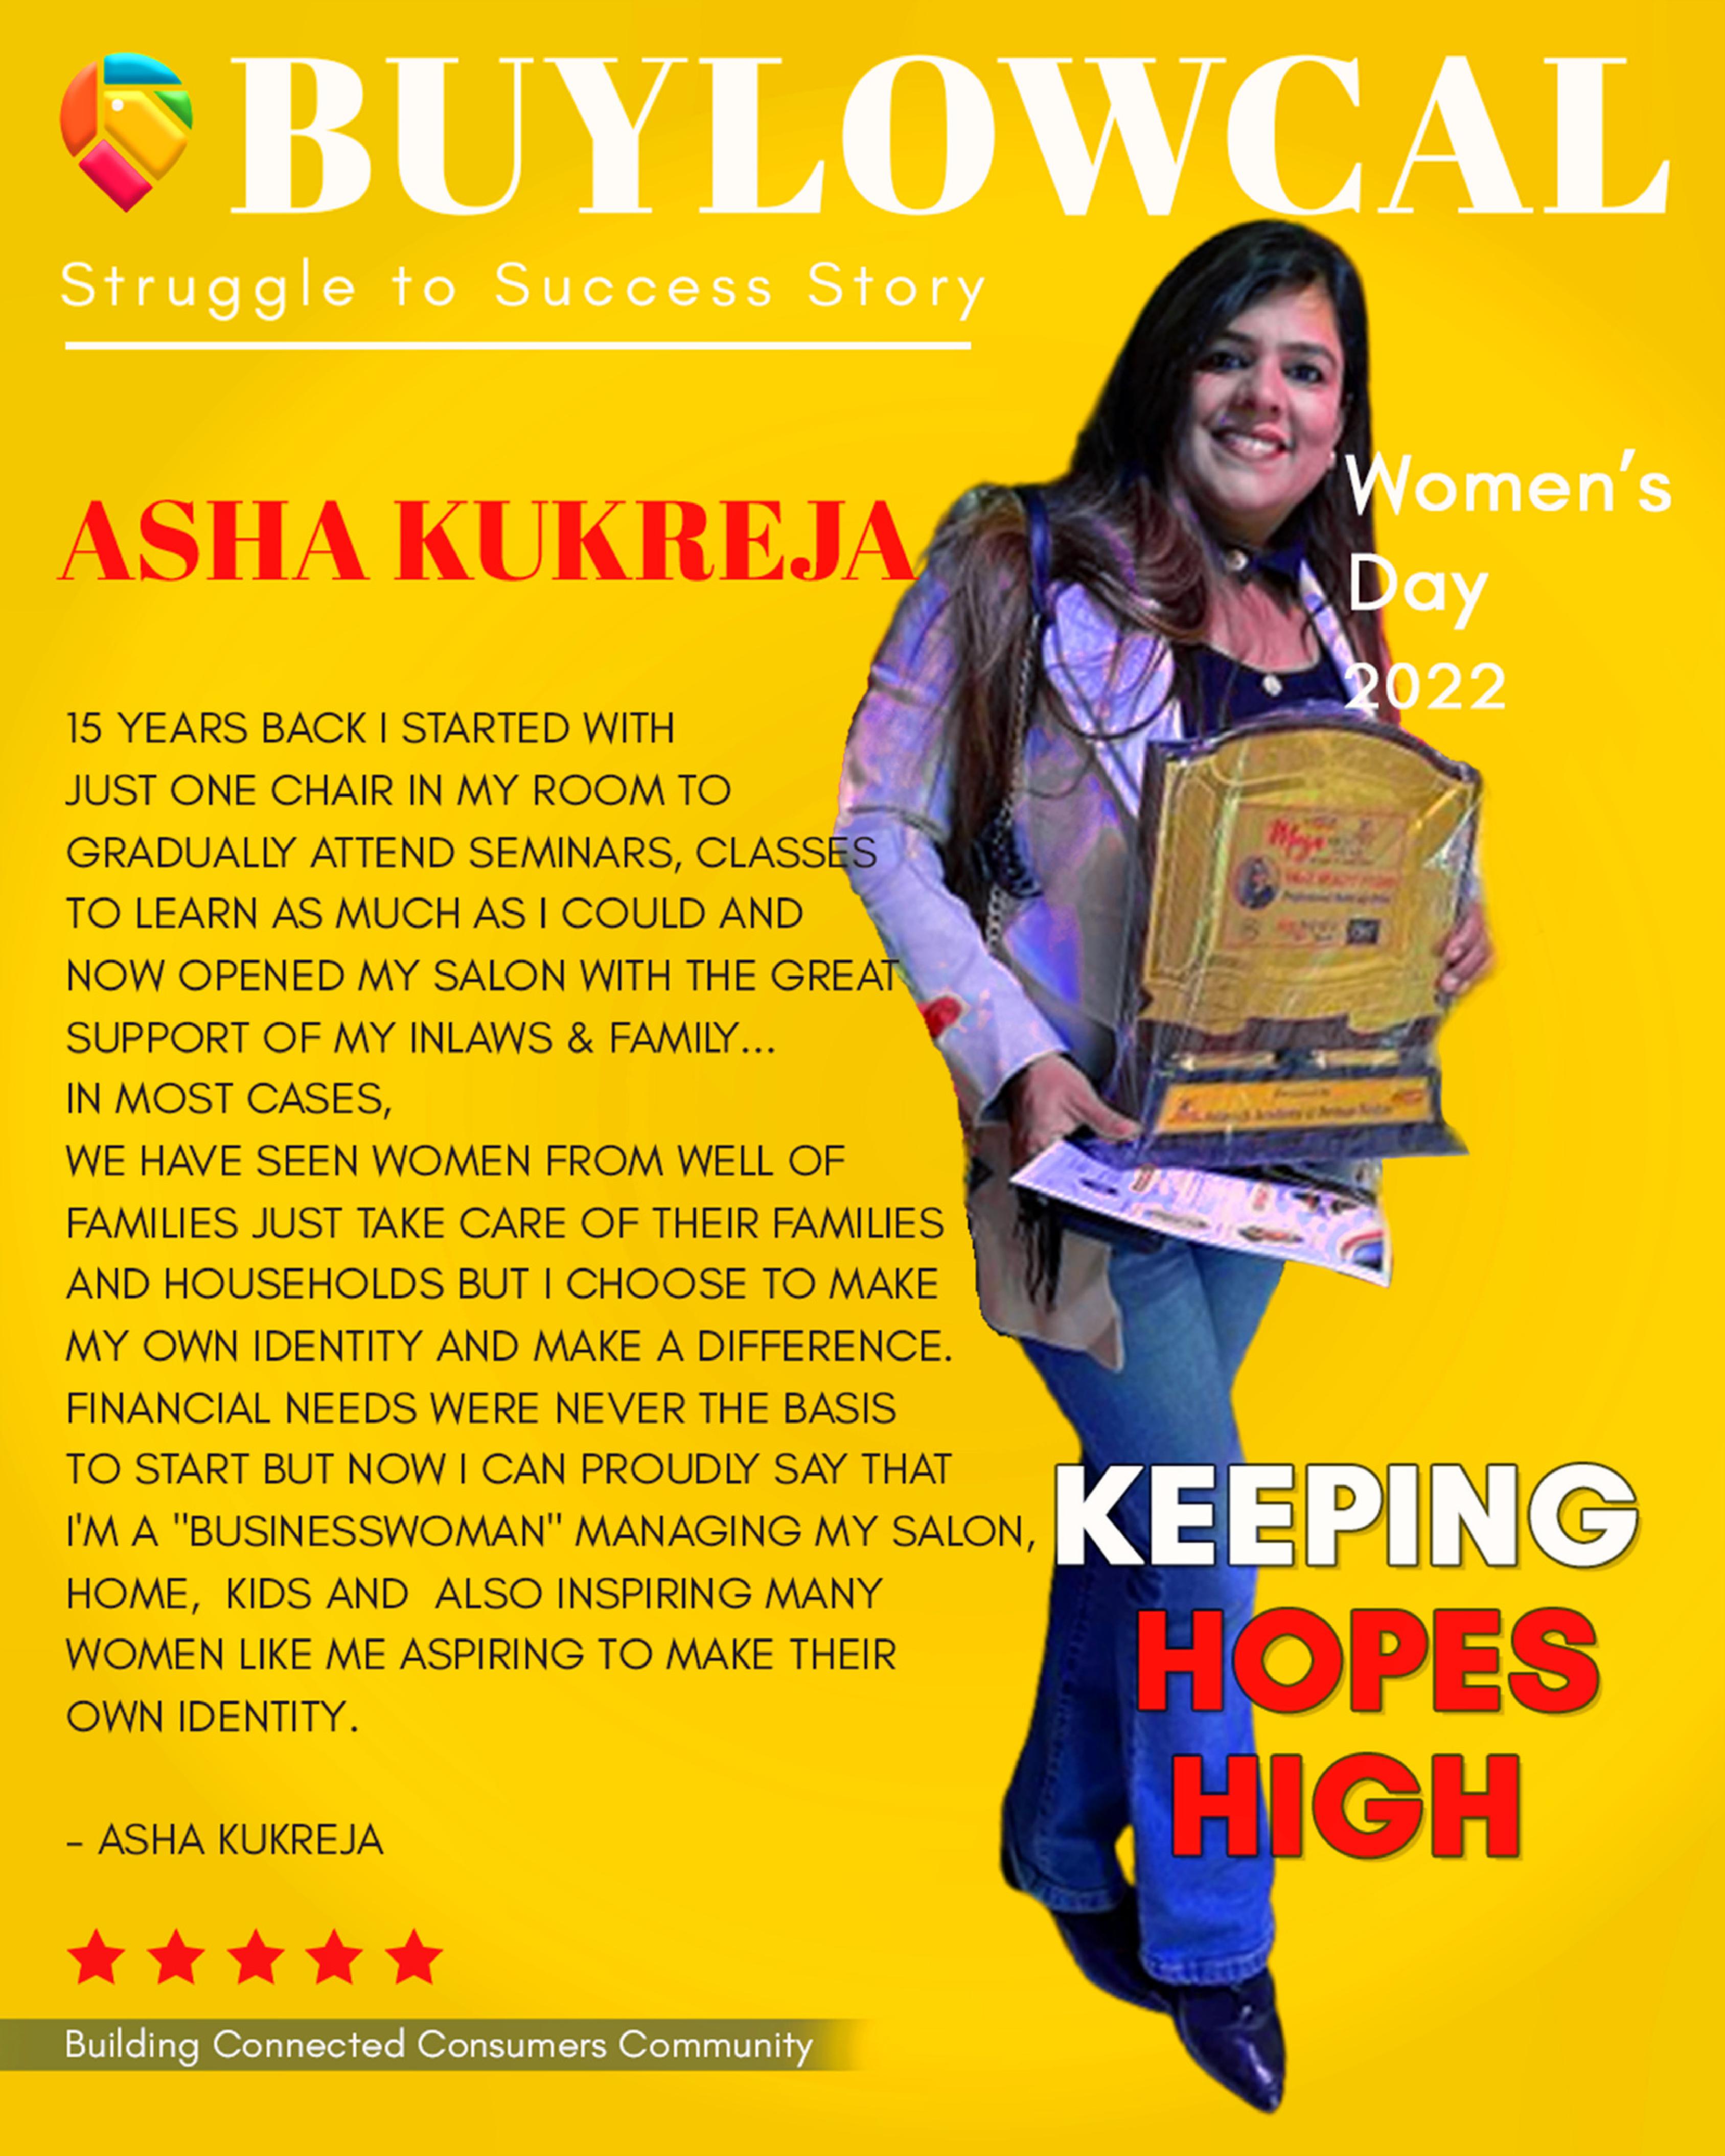 BUYLOWCAL
Struggle to Success Story
Women's
Day
2022
ASHA KUKREJA
15 YEARS BACK I STARTED WITH
JUST ONE CHAIR IN MY ROOM TO
GRADUALLY ATTEND SEMINARS, CLASSES
TO LEARN AS MUCH AS I COULD AND
NOW OPENED MY SALON WITH THE GREAT
SUPPORT OF MY INLAWS & FAMILY...
IN MOST CASES,
WE HAVE SEEN WOMEN FROM WELL OF
FAMILIES JUST TAKE CARE OF THEIR FAMILIES
AND HOUSEHOLDS BUT I CHOOSE TO MAKE
MY OWN IDENTITY AND MAKE A DIFFERENCE.
FINANCIAL NEEDS WERE NEVER THE BASIS
TO START BUT NOW I CAN PROUDLY SAY THAT
I'M A "BUSINESSWOMAN" MANAGING MY SALON,
HOME, KIDS AND ALSO INSPIRING MANY
WOMEN LIKE ME ASPIRING TO MAKE THEIR
OWN IDENTITY.
- ASHA KUKREJA
KEEPING
HOPES
HIGH
Building Connected Consumers Community